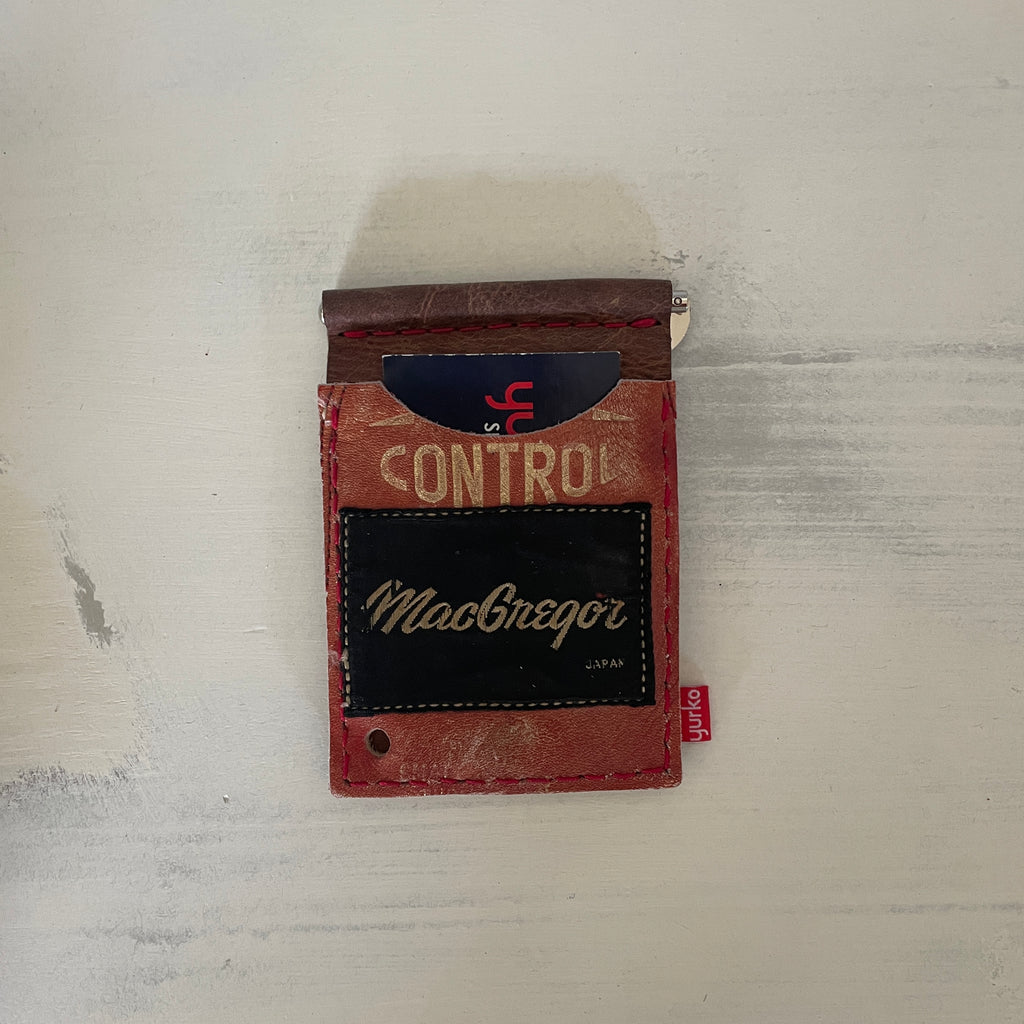 CONTROL
MacGregor
JAPAN
yurko